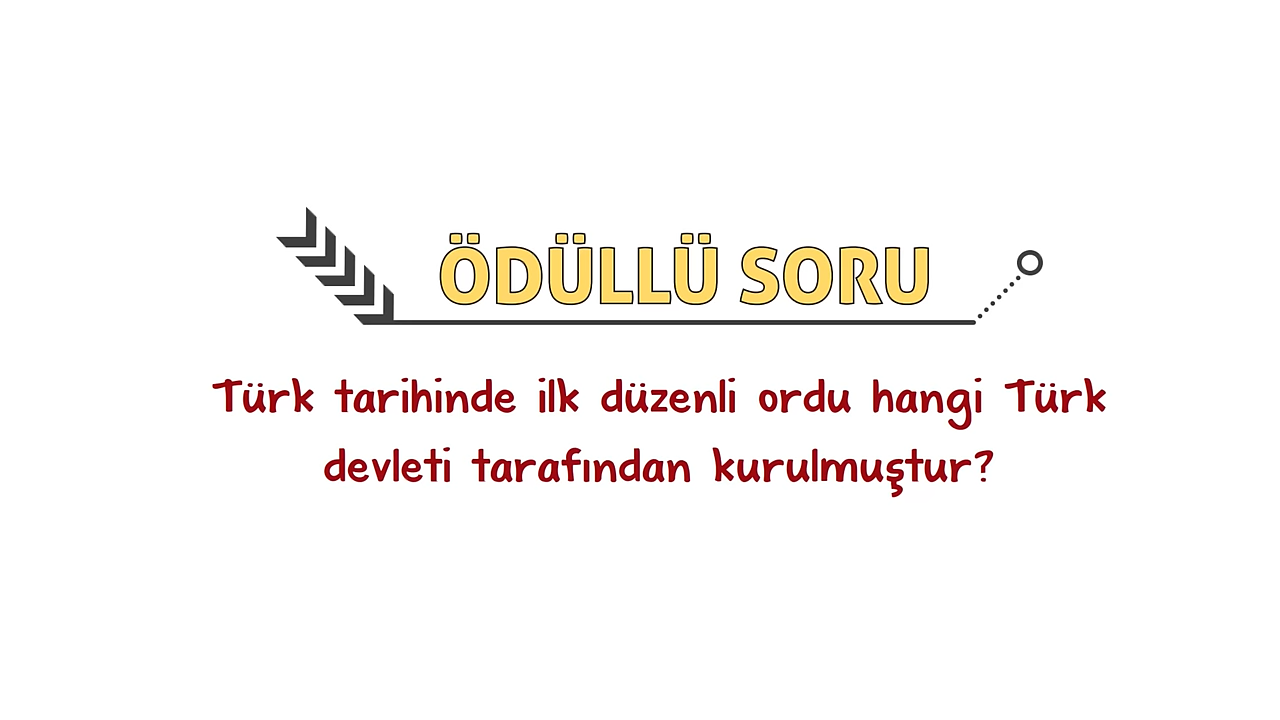 ÖDÜLLÜ SORU
Türk tarihinde ilk düzenli ordu hangi Türk
devleti tarafından kurulmuştur?